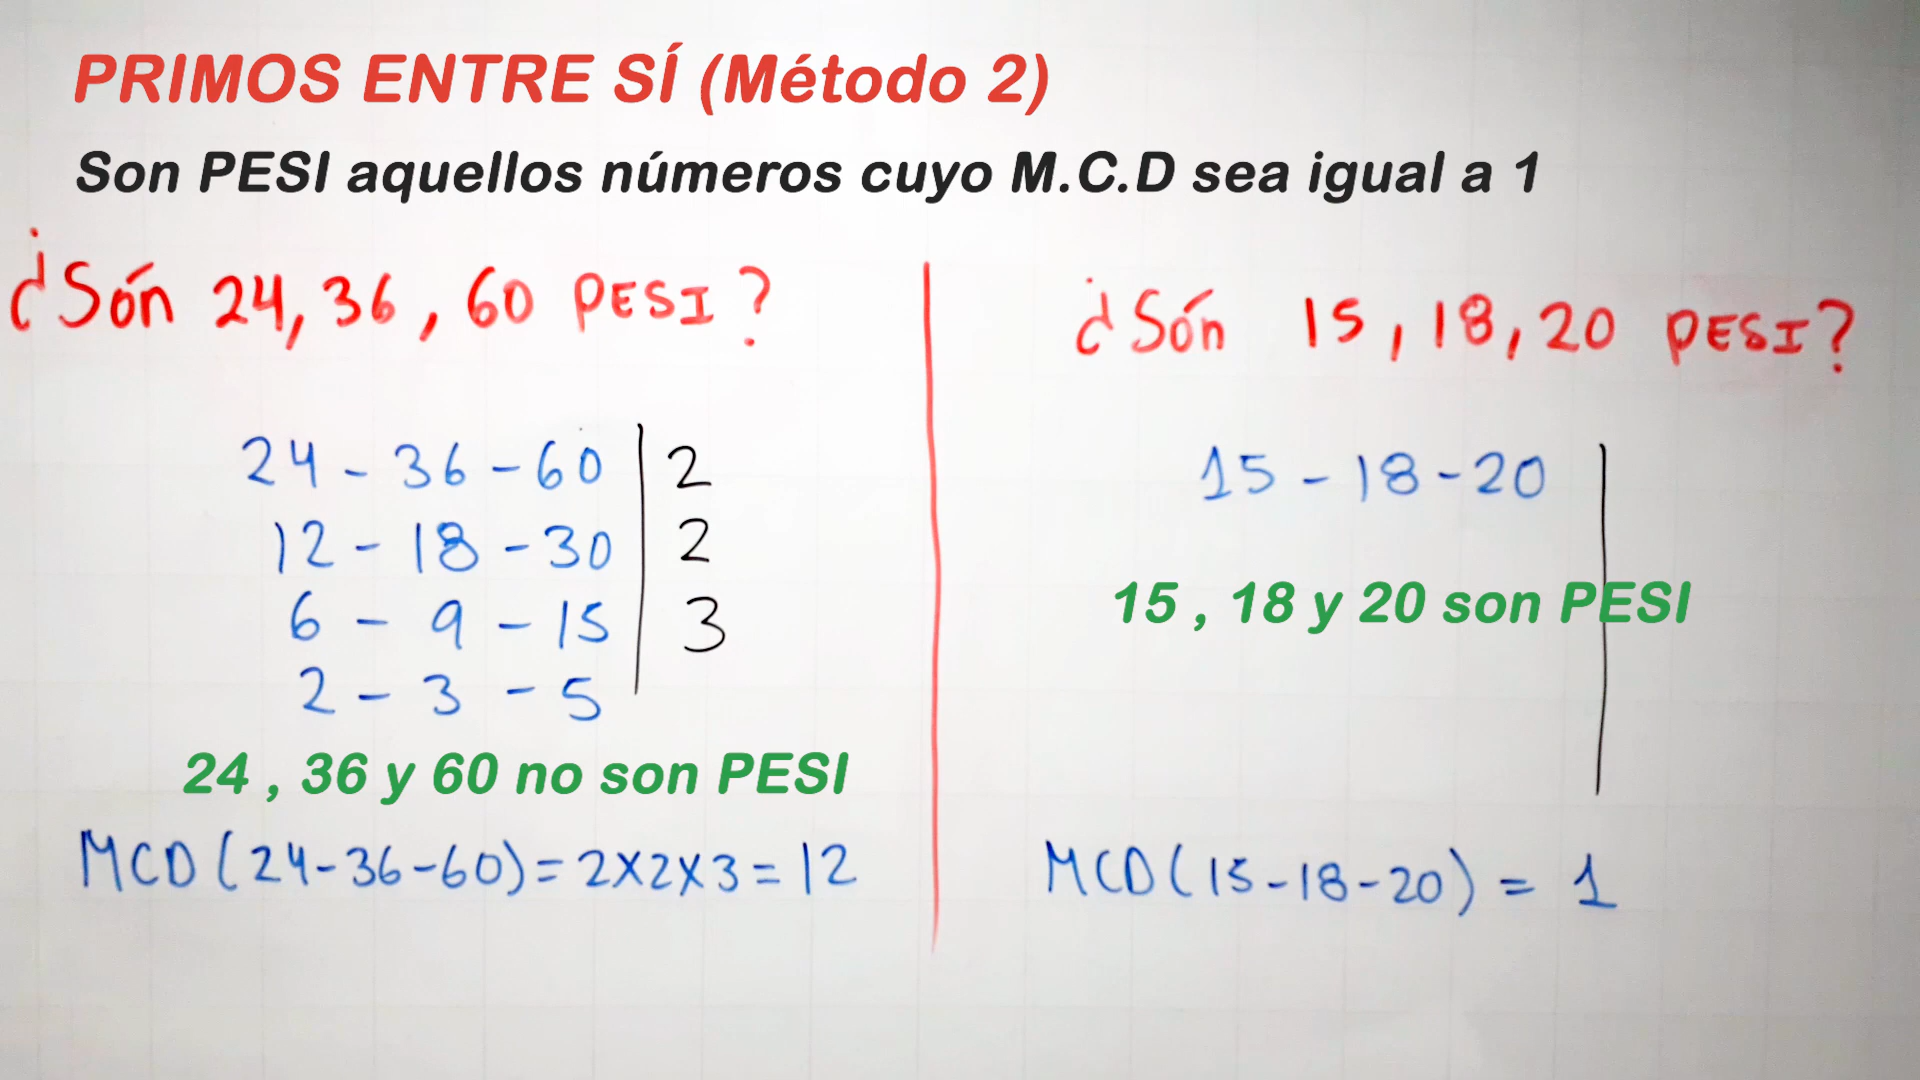 PRIMOS ENTRE SÍ (Método 2)
Son PESI aquellos números cuyo M.C.D sea igual a 1
¿Són 24, 36, 60 PESI?
24 - 36 - 60 | 2
12 - 18 - 30 | 2
6 - 9 - 15 | 3
2 - 3 - 5
24 , 36 y 60 no son PESI
MCD (24-36-60) = 2x2x3 = 12
¿Són 15, 18, 20 PESI?
15 - 18 - 20 |
15 , 18 y 20 son PESI
MCD (15-18-20) = 1